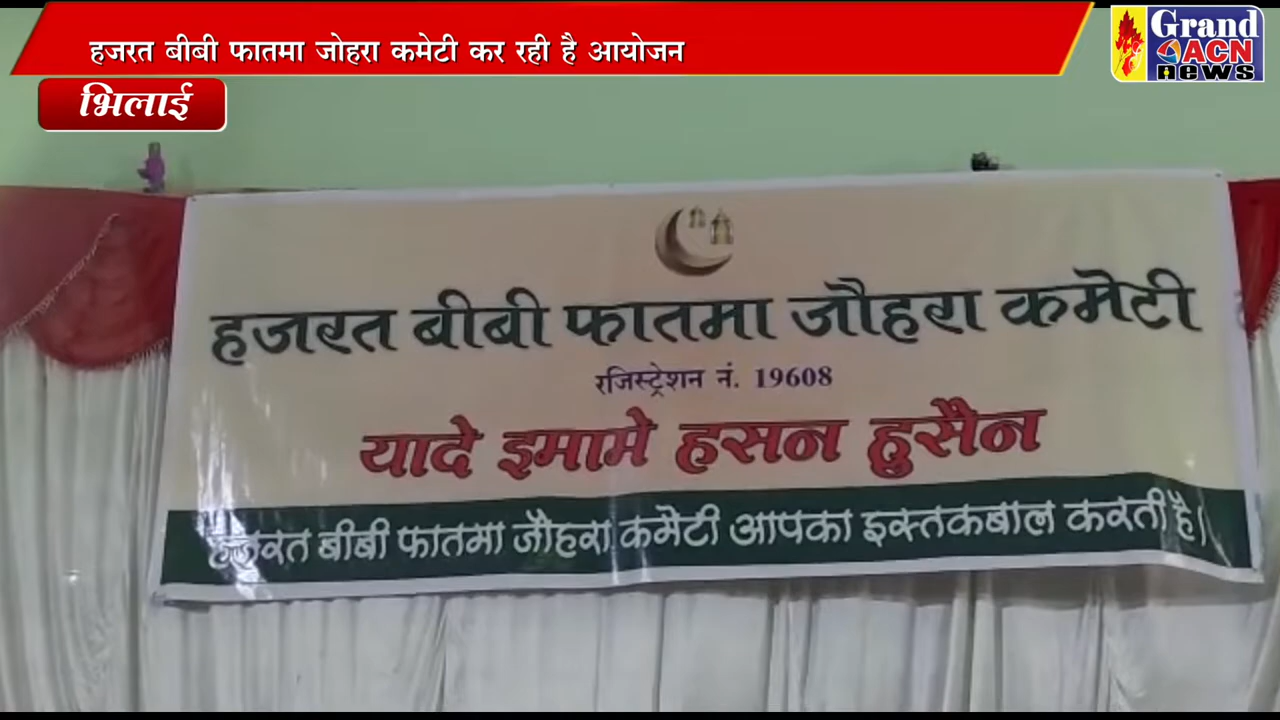 हजरत बीबी फातमा जोहरा कमेटी कर रही है आयोजन
Grand
ACN
news
भिलाई
हजरत बीबी फातमा जौहरा कमेटी
रजिस्ट्रेशन नं. 19608
यादे इमामे हसन हुसैन
हजरत बीबी फातमा जौहरा कमेटी आपका इस्तकबाल करती है।